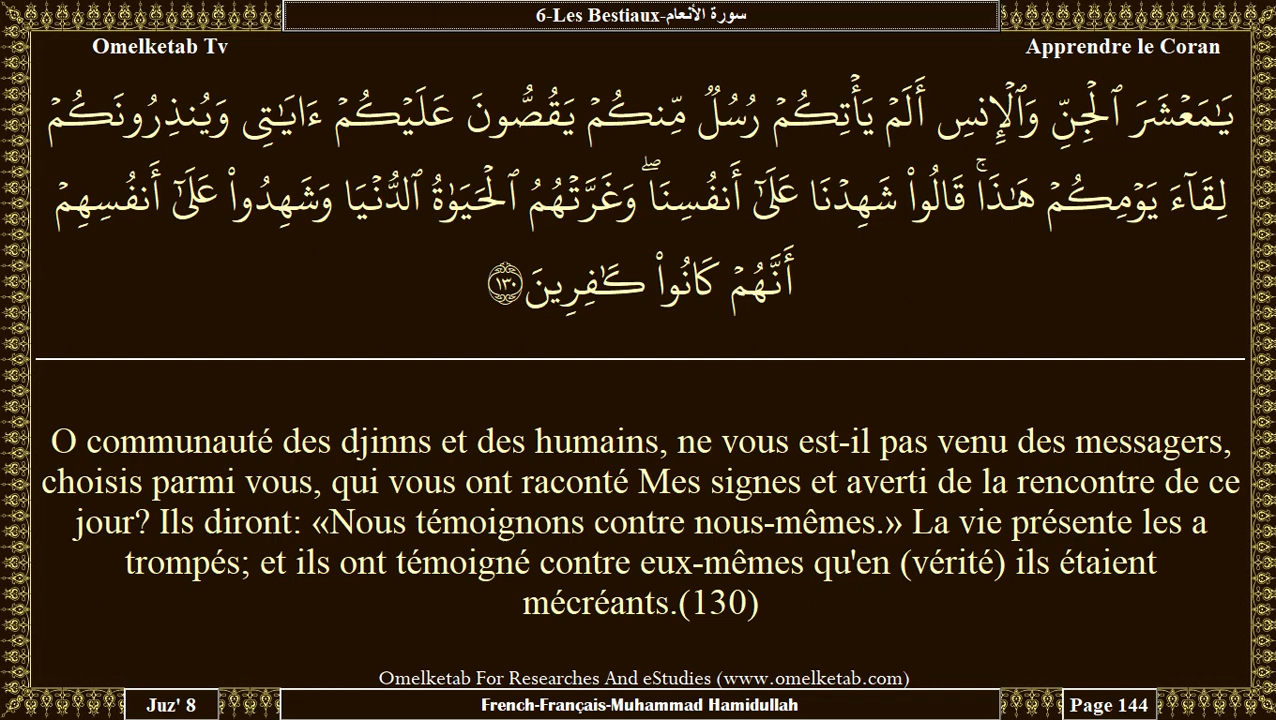 6-Les Bestiaux-سورة الأنعام
Omelketab Tv
Apprendre le Coran
يَٰمَعۡشَرَ ٱلۡجِنِّ وَٱلۡإِنسِ أَلَمۡ يَأۡتِكُمۡ رُسُلٞ مِّنكُمۡ يَقُصُّونَ عَلَيۡكُمۡ ءَايَٰتِي وَيُنذِرُونَكُمۡ
لِقَآءَ يَوۡمِكُمۡ هَٰذَاۚ قَالُواْ شَهِدۡنَا عَلَىٰٓ أَنفُسِنَاۖ وَغَرَّتۡهُمُ ٱلۡحَيَوٰةُ ٱلدُّنۡيَا وَشَهِدُواْ عَلَىٰٓ أَنفُسِهِمۡ
أَنَّهُمۡ كَانُواْ كَٰفِرِينَ ١٣٠
O communauté des djinns et des humains, ne vous est-il pas venu des messagers,
choisis parmi vous, qui vous ont raconté Mes signes et averti de la rencontre de ce
jour? Ils diront: «Nous témoignons contre nous-mêmes.» La vie présente les a
trompés; et ils ont témoigné contre eux-mêmes qu'en (vérité) ils étaient
mécréants.(130)
Omelketab For Researches And eStudies (www.omelketab.com)
Juz' 8
French-Français-Muhammad Hamidullah
Page 144